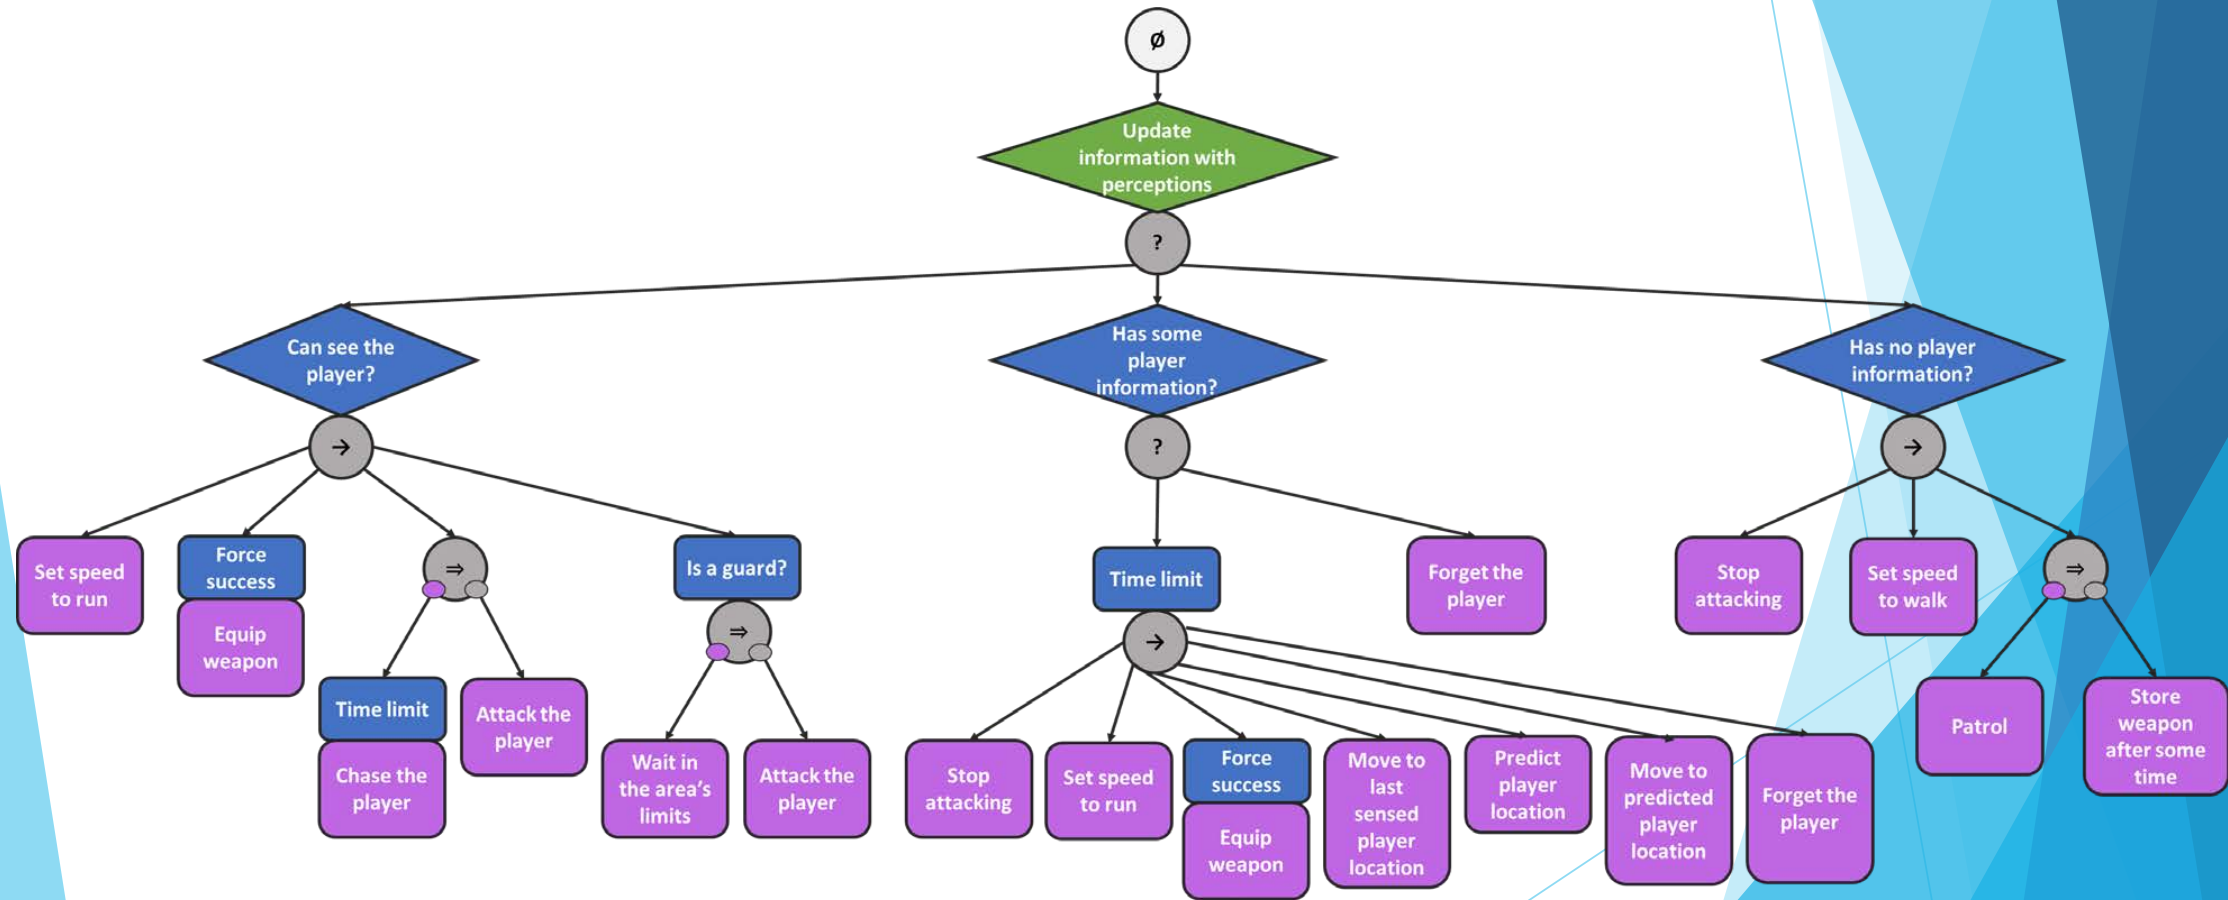 Ø
Update
information with
perceptions
?
Can see the
player?
Has some
player
information?
Has no player
information?
→
?
→
Set speed
to run
Force
success
Equip
weapon
⇒
Time limit
Chase the
player
Attack the
player
Is a guard?
⇒
Wait in
the area's
limits
Attack the
player
Time limit
→
Stop
attacking
Set speed
to run
Force
success
Equip
weapon
Move to
last
sensed
player
location
Predict
player
location
Move to
predicted
player
location
Forget the
player
Forget the
player
Stop
attacking
Set speed
to walk
⇒
Patrol
Store
weapon
after some
time